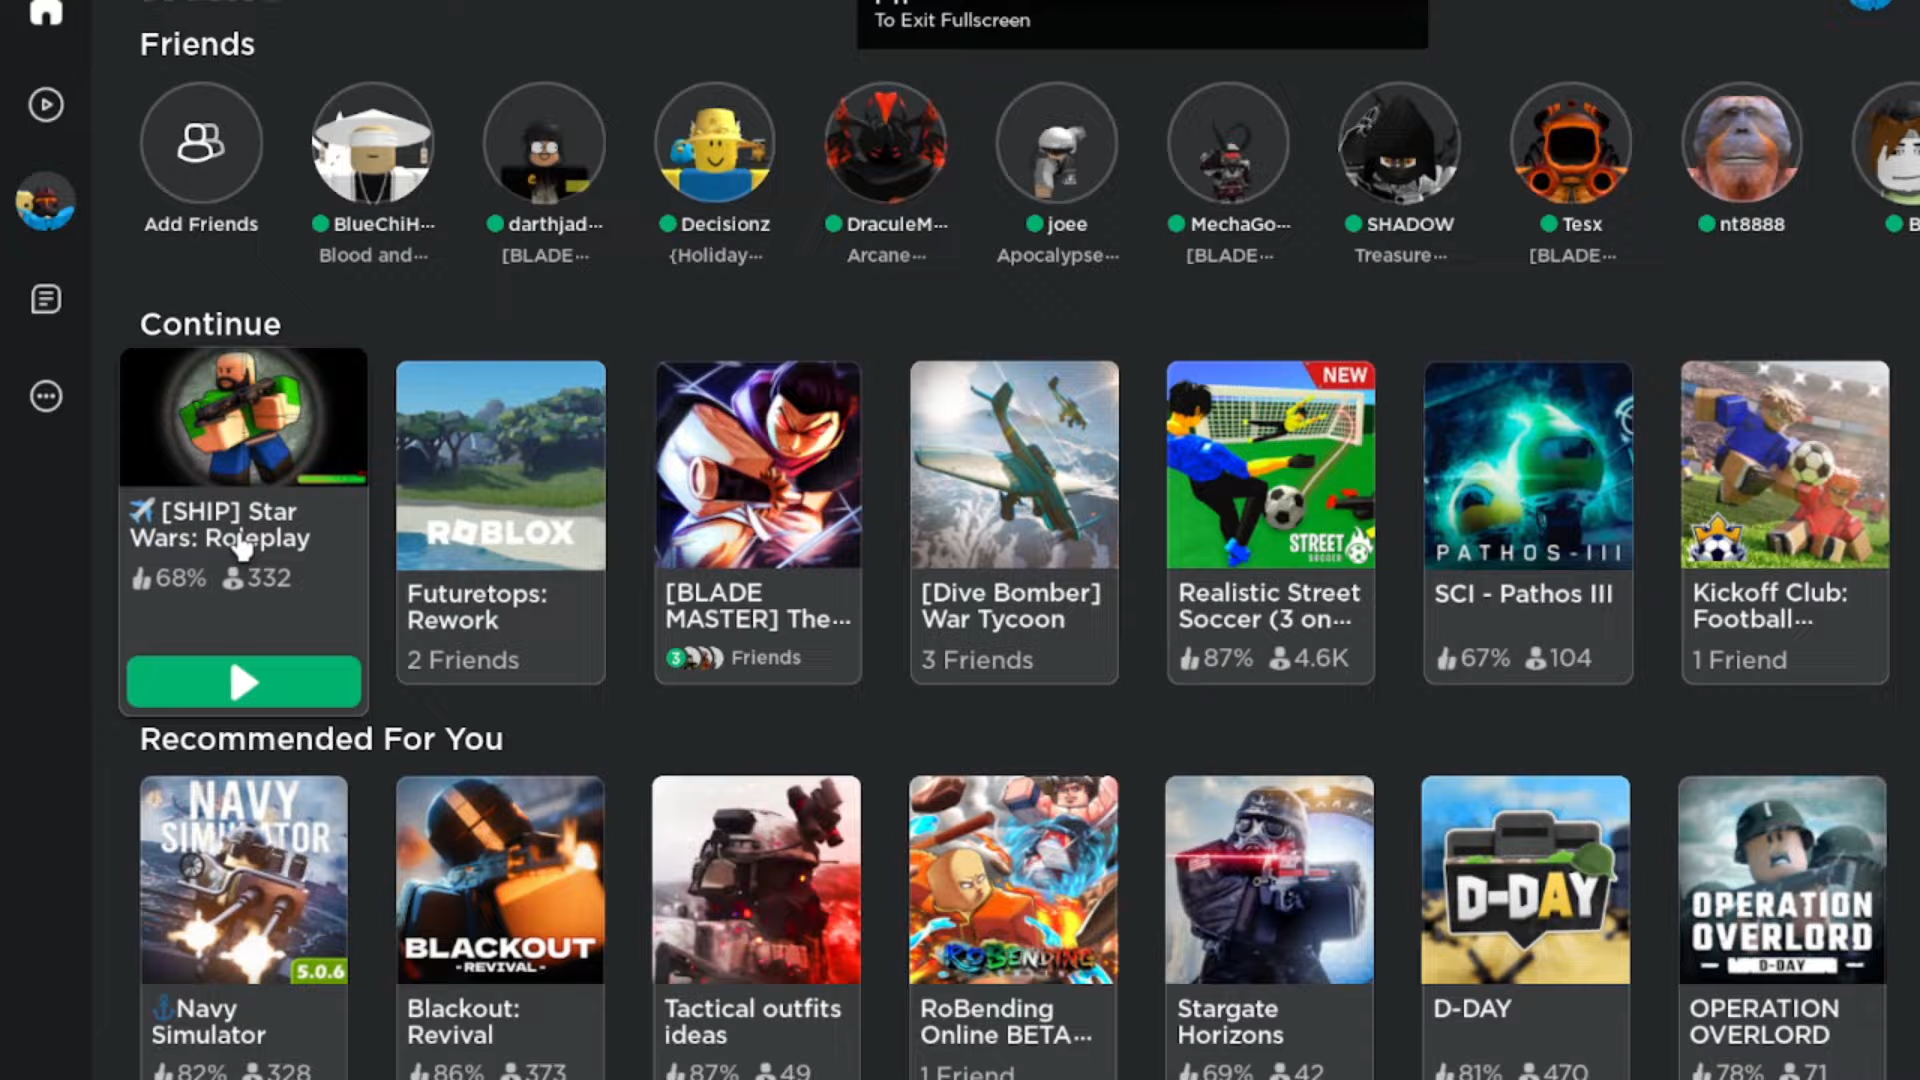 To Exit Fullscreen
Friends
Add Friends
BlueChiH···
darthjad···
Decisionz
DraculeM···
joee
MechaGo···
SHADOW
Tesx
nt8888
B
Blood and···
[BLADE···
{Holiday···
Arcane···
Apocalypse···
[BLADE···
Treasure···
[BLADE···
Continue
✈️ [SHIP] Star
Wars: Roleplay
68% 332
ROBLOX
Futuretops:
Rework
2 Friends
[BLADE
MASTER] The···
3 Friends
[Dive Bomber]
War Tycoon
3 Friends
NEW
STREET
SOCCER
Realistic Street
Soccer (3 on···
87% 4.6K
PATHOS-III
SCI - Pathos III
67% 104
Kickoff Club:
Football···
1 Friend
Recommended For You
NAVY
SIMULATOR
5.0.6
⚓Navy
Simulator
82% 328
BLACKOUT
-REVIVAL-
Blackout:
Revival
86% 373
Tactical outfits
ideas
87% 49
ROBENDING
RoBending
Online BETA···
1 Friend
Stargate
Horizons
69% 42
D-DAY
D-DAY
81% 470
OPERATION
OVERLORD
D-DAY
OPERATION
OVERLORD
78% 71